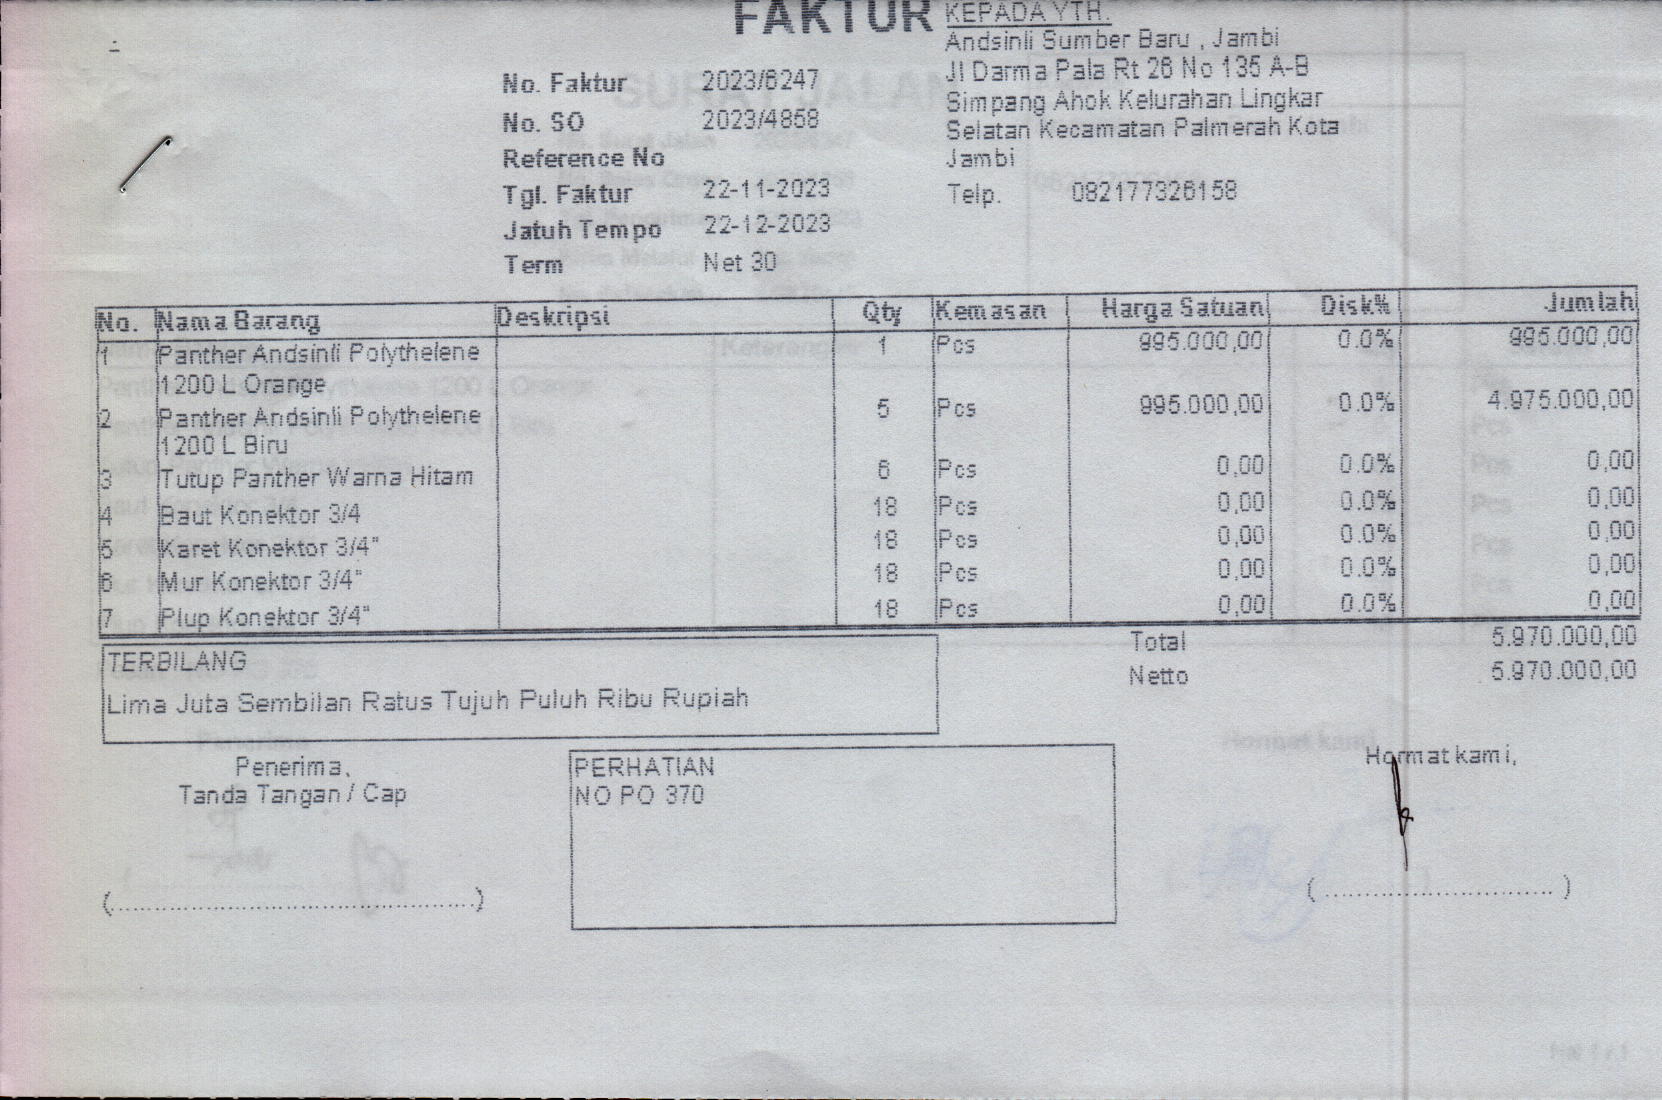 FAKTUR
KEPADA YTH.
Andsinli Sumber Baru , Jambi
Jl Darma Pala Rt 26 No 135 A-B
Simpang Ahok Kelurahan Lingkar
Selatan Kecamatan Palmerah Kota
Jambi
Telp. 082177326158
No. Faktur 2023/6247
No. SO 2023/4858
Reference No
Tgl. Faktur 22-11-2023
Jatuh Tempo 22-12-2023
Term Net 30
No. Nama Barang Deskripsi Qty Kemasan Harga Satuan Disk% Jumlah
1 Panther Andsinli Polythelene 1 Pcs 995.000,00 0.0% 995.000,00
1200 L Orange
2 Panther Andsinli Polythelene 5 Pcs 995.000,00 0.0% 4.975.000,00
1200 L Biru
3 Tutup Panther Warna Hitam 6 Pcs 0,00 0.0% 0,00
4 Baut Konektor 3/4 18 Pcs 0,00 0.0% 0,00
5 Karet Konektor 3/4" 18 Pcs 0,00 0.0% 0,00
6 Mur Konektor 3/4" 18 Pcs 0,00 0.0% 0,00
7 Plup Konektor 3/4" 18 Pcs 0,00 0.0% 0,00
Total 5.970.000,00
Netto 5.970.000,00
TERBILANG
Lima Juta Sembilan Ratus Tujuh Puluh Ribu Rupiah
Penerima,
Tanda Tangan / Cap
PERHATIAN
NO PO 370
Hormat kami,